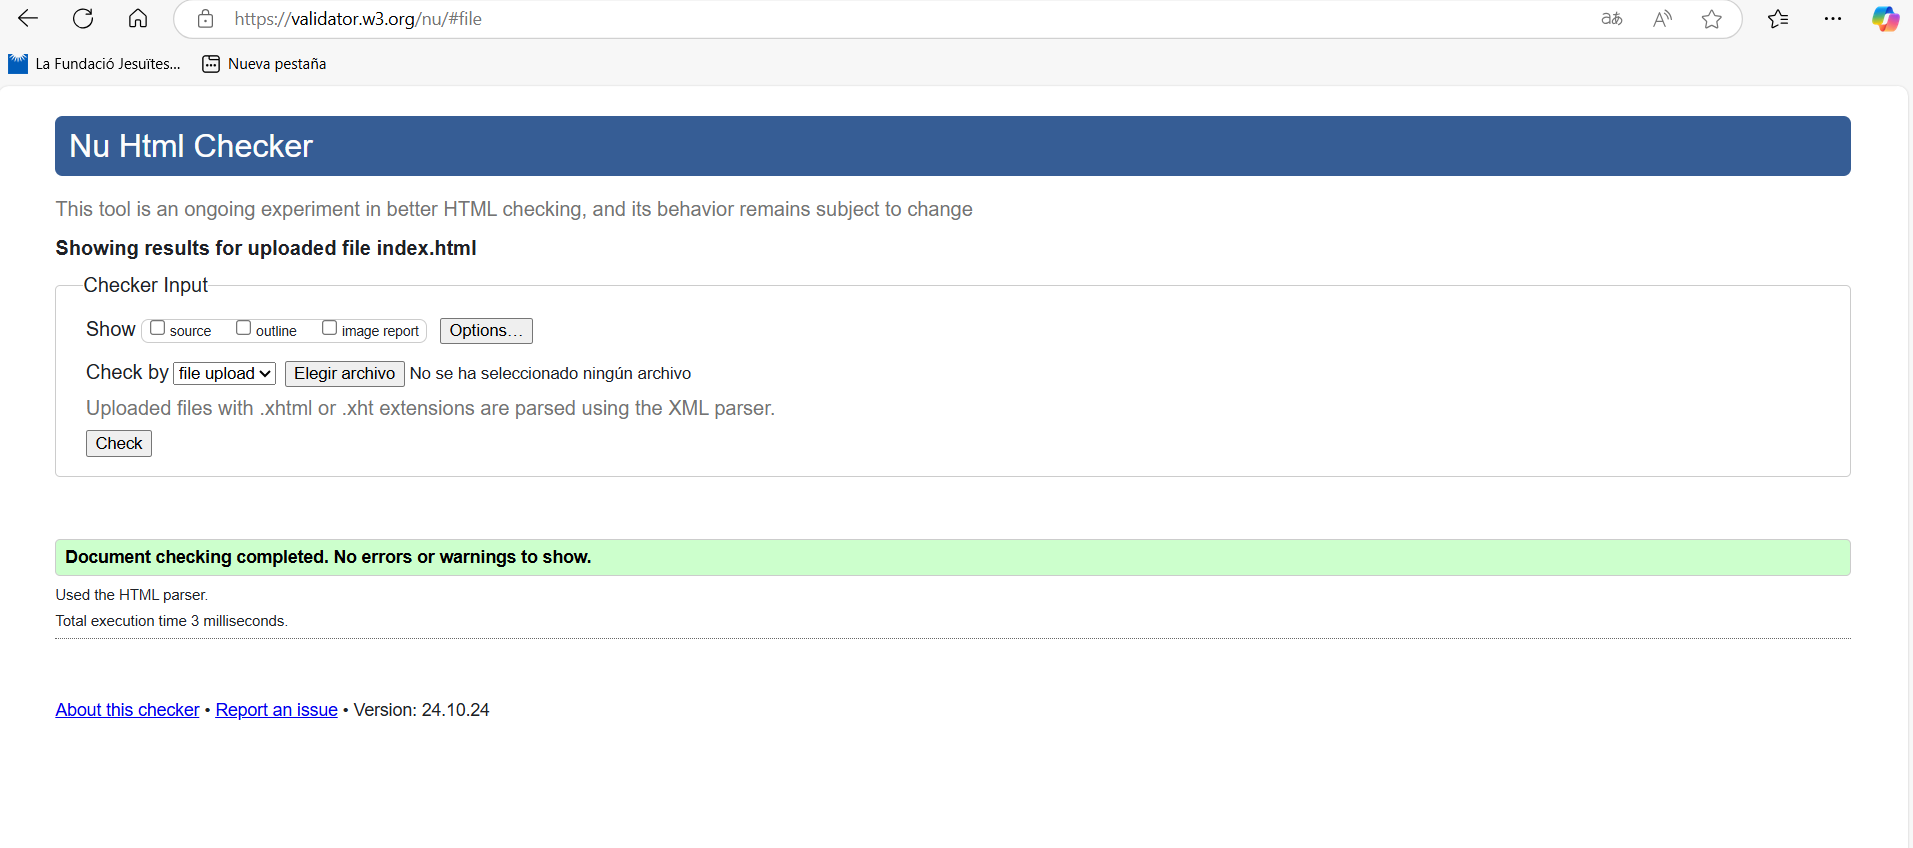 https://validator.w3.org/nu/#file
La Fundació Jesuïtes... Nueva pestaña
Nu Html Checker
This tool is an ongoing experiment in better HTML checking, and its behavior remains subject to change
Showing results for uploaded file index.html
Checker Input
Show source outline image report Options...
Check by file upload Elegir archivo No se ha seleccionado ningún archivo
Uploaded files with .xhtml or .xht extensions are parsed using the XML parser.
Check
Document checking completed. No errors or warnings to show.
Used the HTML parser.
Total execution time 3 milliseconds.
About this checker • Report an issue • Version: 24.10.24